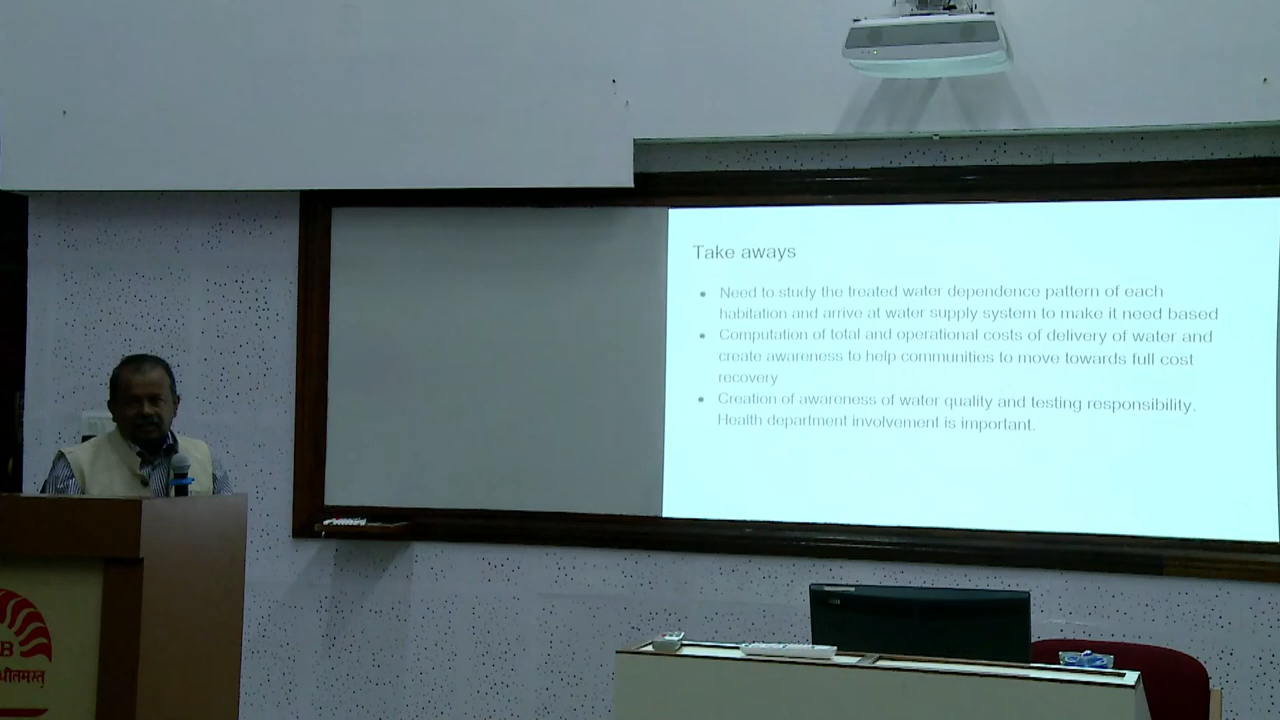 Take aways
Need to study the treated water dependence pattern of each
habitation and arrive at water supply system to make it need based
Computation of total and operational costs of delivery of water and
create awareness to help communities to move towards full cost
recovery
Creation of awareness of water quality and testing responsibility.
Health department involvement is important.
B